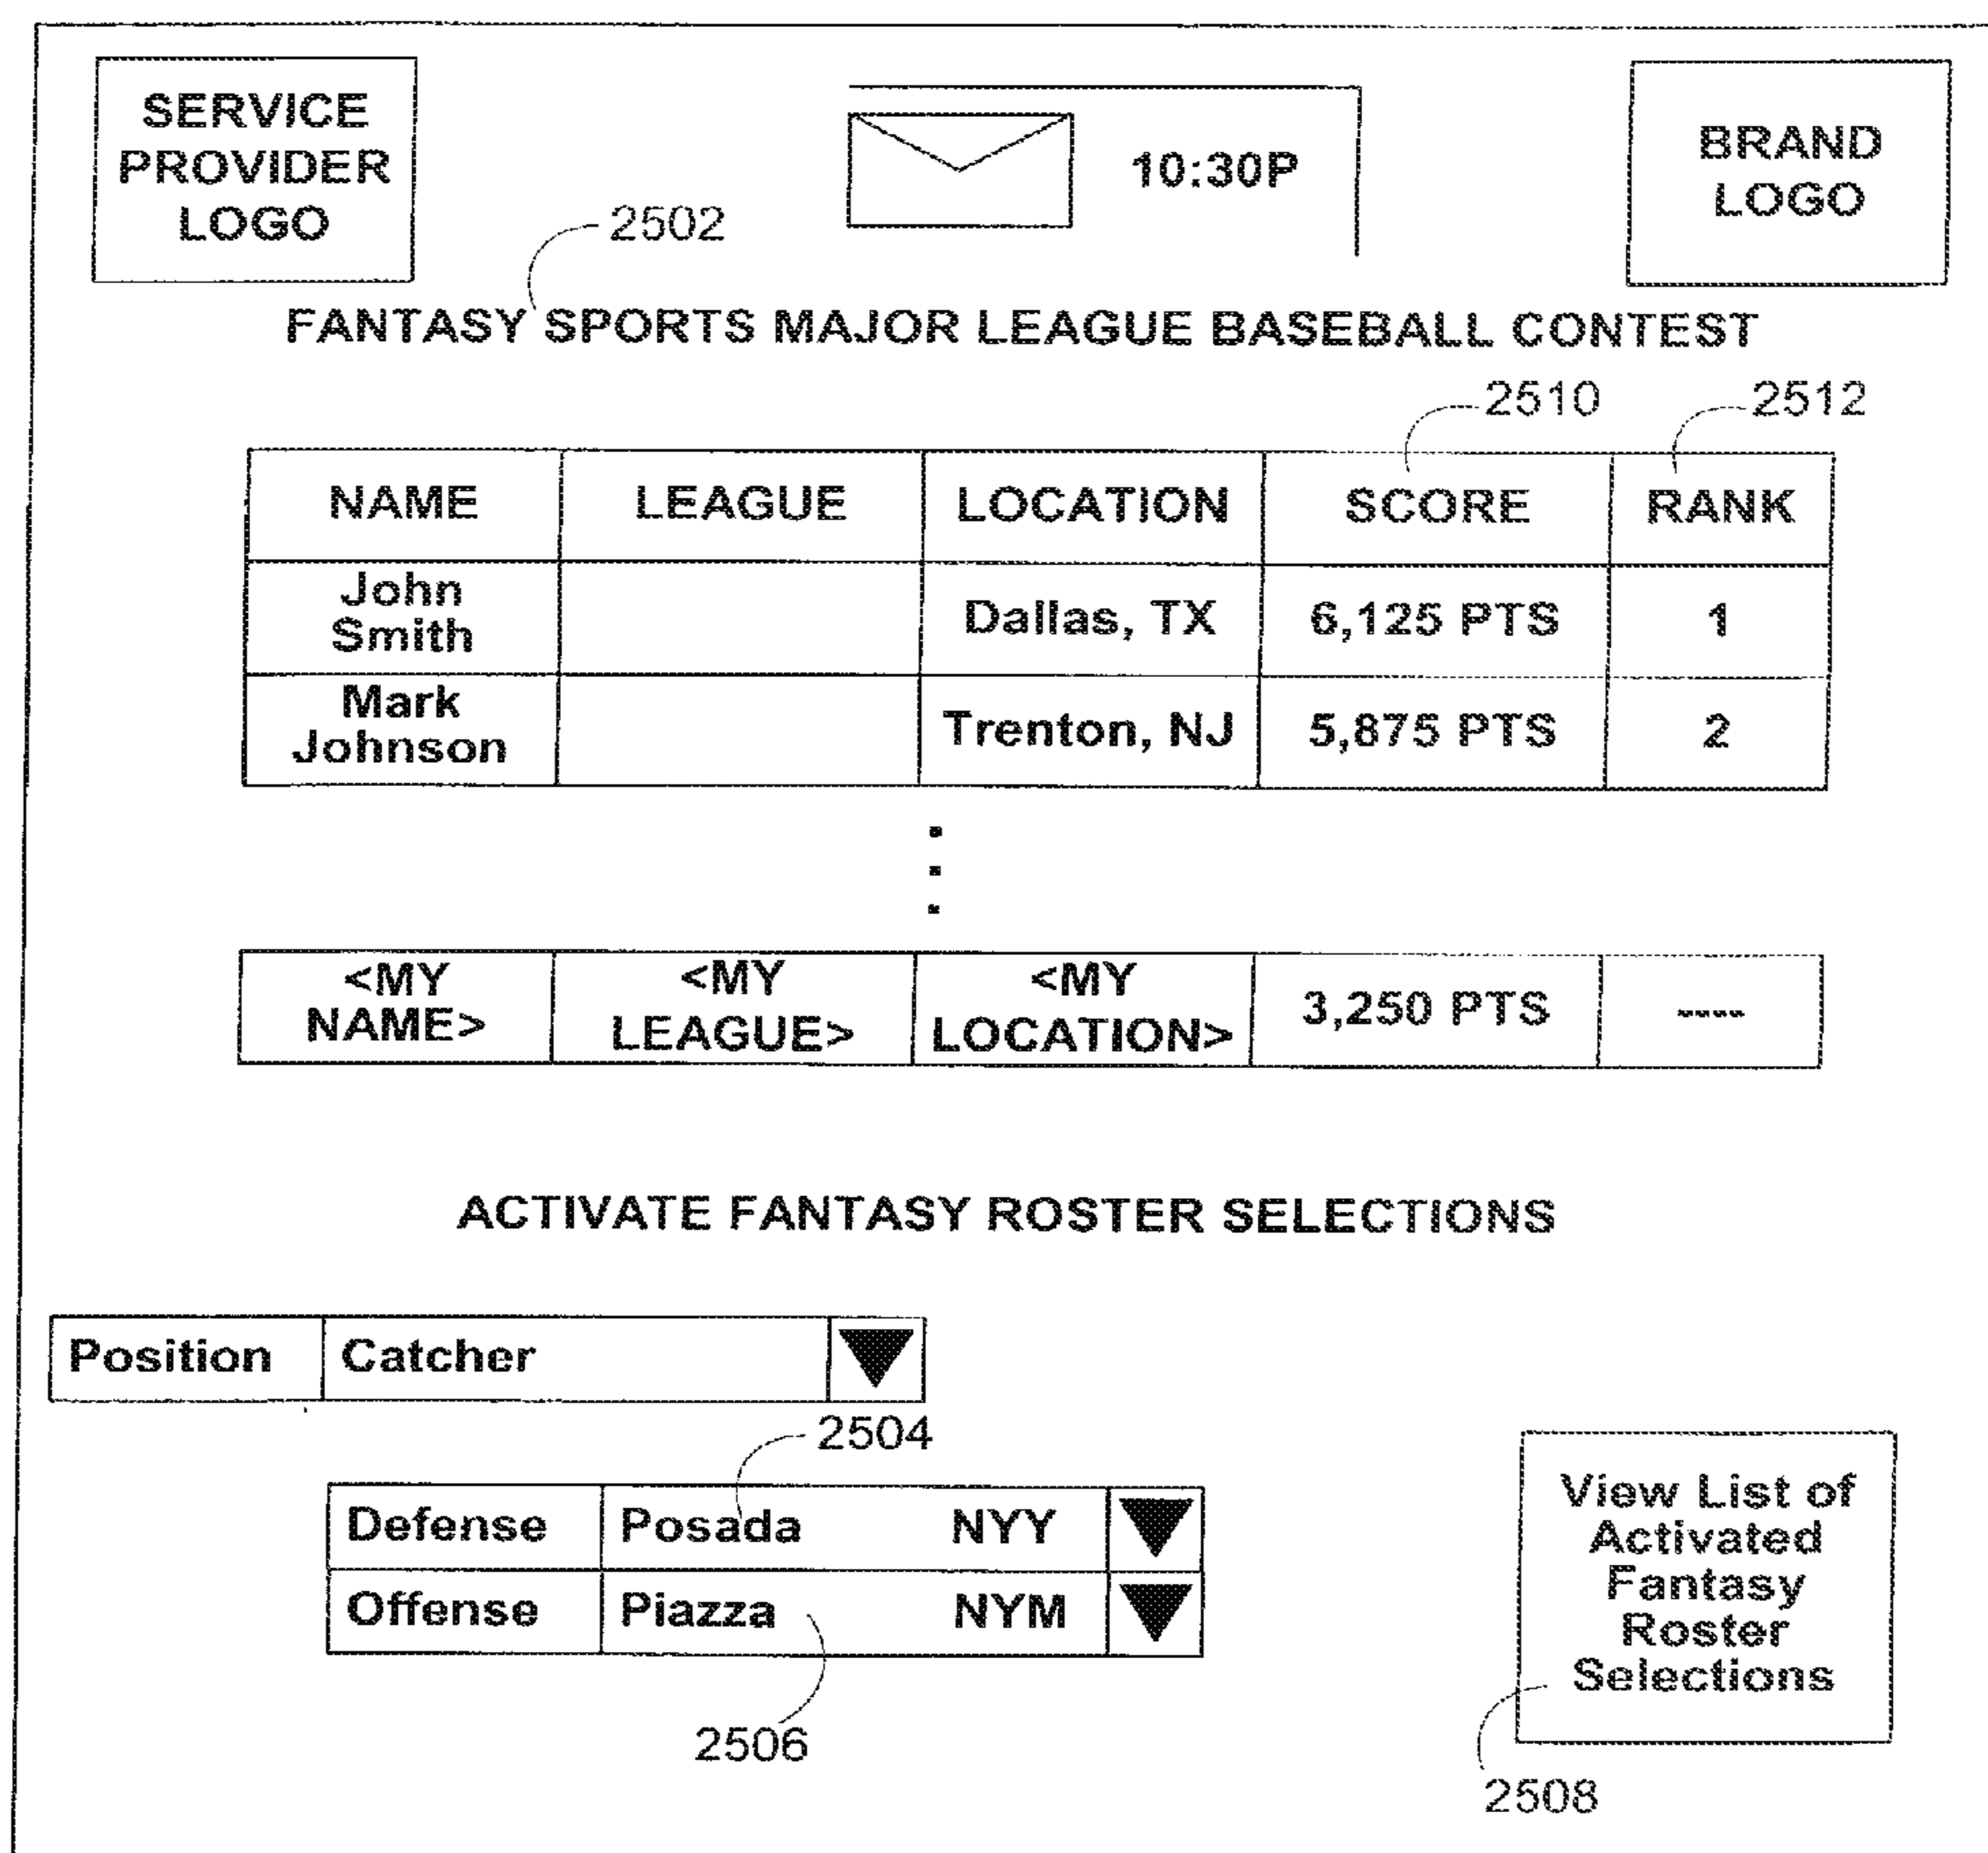 SERVICE
PROVIDER
LOGO
10:30P
BRAND
LOGO
2502
FANTASY SPORTS MAJOR LEAGUE BASEBALL CONTEST
2510
2512
NAME LEAGUE LOCATION SCORE RANK
John
Smith
Dallas, TX 6,125 PTS 1
Mark
Johnson
Trenton, NJ 5,875 PTS 2
<MY
NAME>
<MY
LEAGUE>
<MY
LOCATION>
3,250 PTS ----
ACTIVATE FANTASY ROSTER SELECTIONS
Position Catcher
2504
Defense Posada NYY
Offense Piazza NYM
2506
View List of
Activated
Fantasy
Roster
Selections
2508